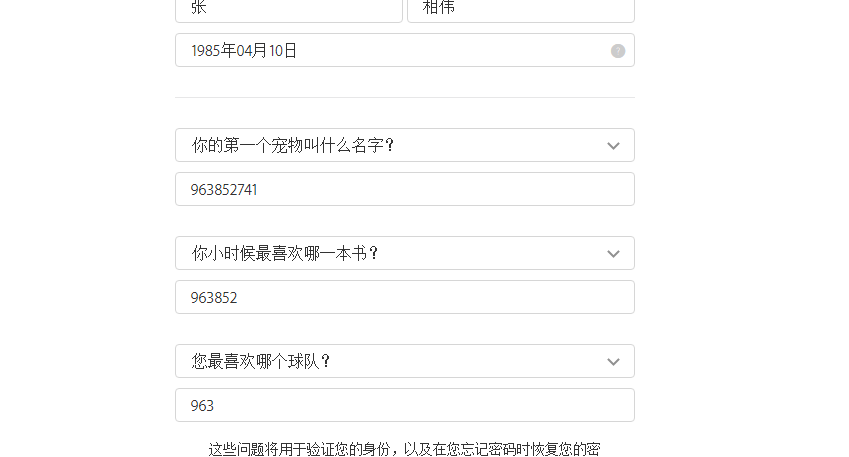 张 相伟
1985年04月10日
你的第一个宠物叫什么名字？
963852741
你小时候最喜欢哪一本书？
963852
您最喜欢哪个球队？
963
这些问题将用于验证您的身份，以及在您忘记密码时恢复您的密